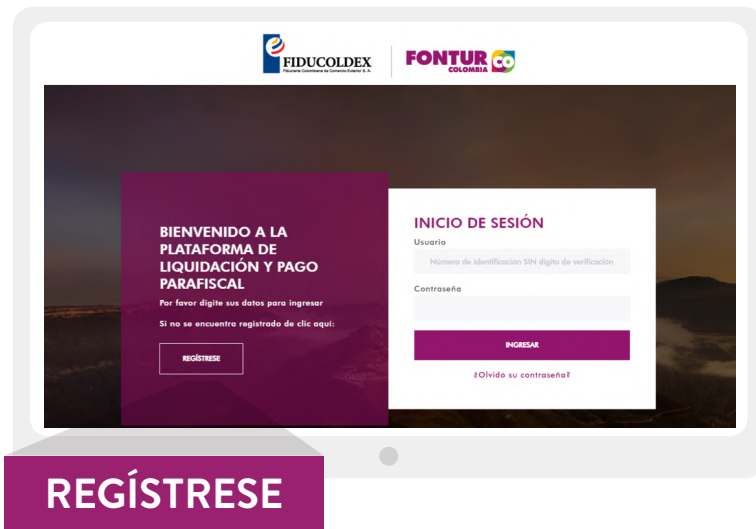 FIDUCOLDEX
Fiduciaria Colombiana de Comercio Exterior S. A.
FONTUR CO
COLOMBIA
BIENVENIDO A LA
PLATAFORMA DE
LIQUIDACIÓN Y PAGO
PARAFISCAL
Por favor digite sus datos para ingresar
Si no se encuentra registrado de clic aquí:
REGÍSTRESE
INICIO DE SESIÓN
Usuario
Número de identificación SIN digito de verificación
Contraseña
INGRESAR
¿Olvidó su contraseña?
REGÍSTRESE